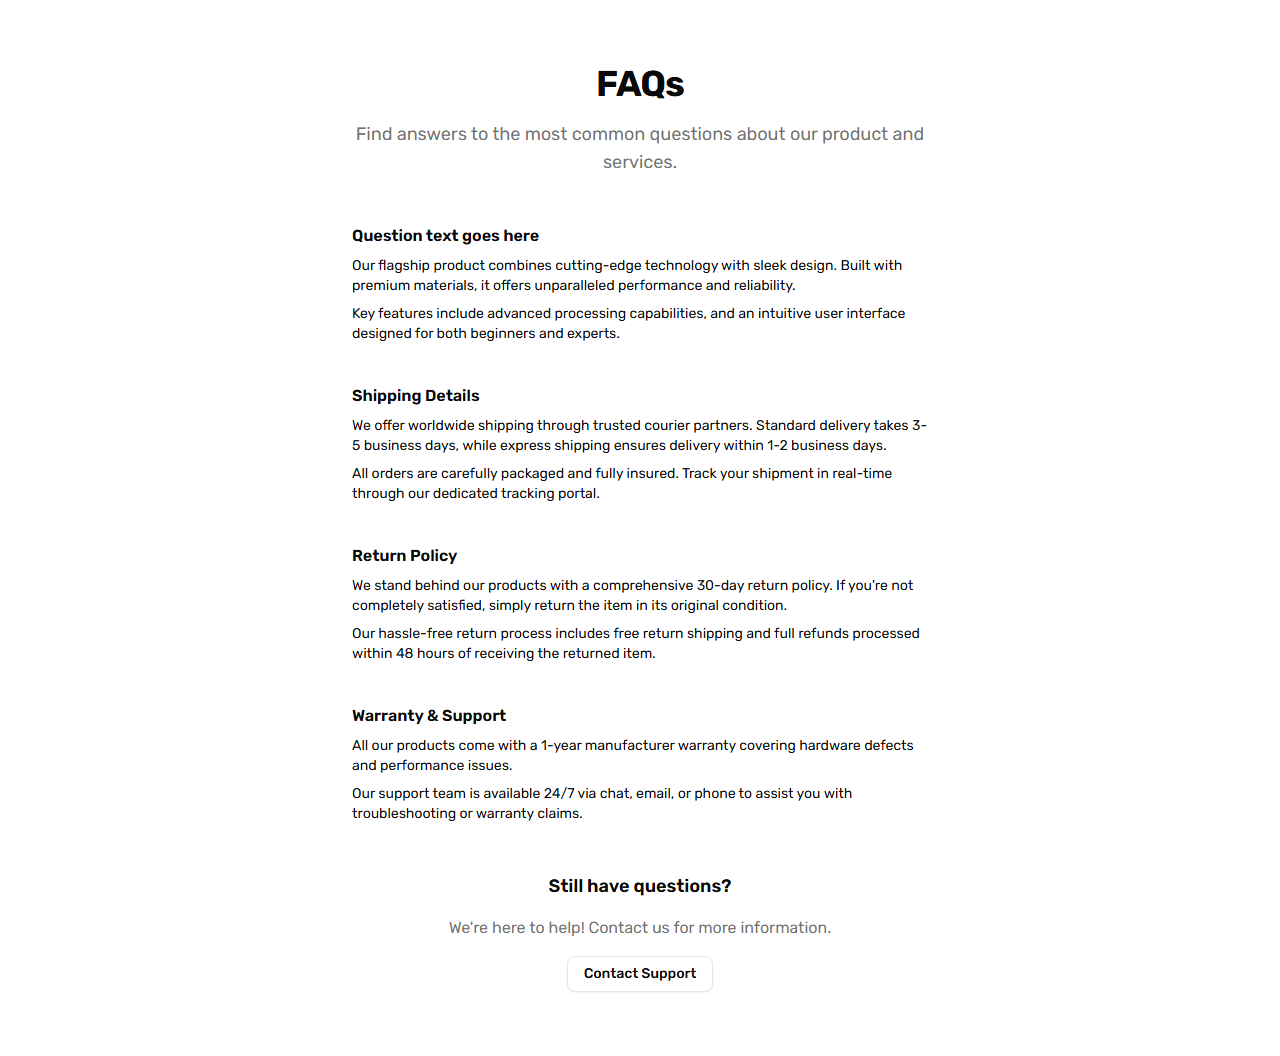 FAQs
Find answers to the most common questions about our product and
services.
Question text goes here
Our flagship product combines cutting-edge technology with sleek design. Built with
premium materials, it offers unparalleled performance and reliability.
Key features include advanced processing capabilities, and an intuitive user interface
designed for both beginners and experts.
Shipping Details
We offer worldwide shipping through trusted courier partners. Standard delivery takes 3-
5 business days, while express shipping ensures delivery within 1-2 business days.
All orders are carefully packaged and fully insured. Track your shipment in real-time
through our dedicated tracking portal.
Return Policy
We stand behind our products with a comprehensive 30-day return policy. If you're not
completely satisfied, simply return the item in its original condition.
Our hassle-free return process includes free return shipping and full refunds processed
within 48 hours of receiving the returned item.
Warranty & Support
All our products come with a 1-year manufacturer warranty covering hardware defects
and performance issues.
Our support team is available 24/7 via chat, email, or phone to assist you with
troubleshooting or warranty claims.
Still have questions?
We're here to help! Contact us for more information.
Contact Support